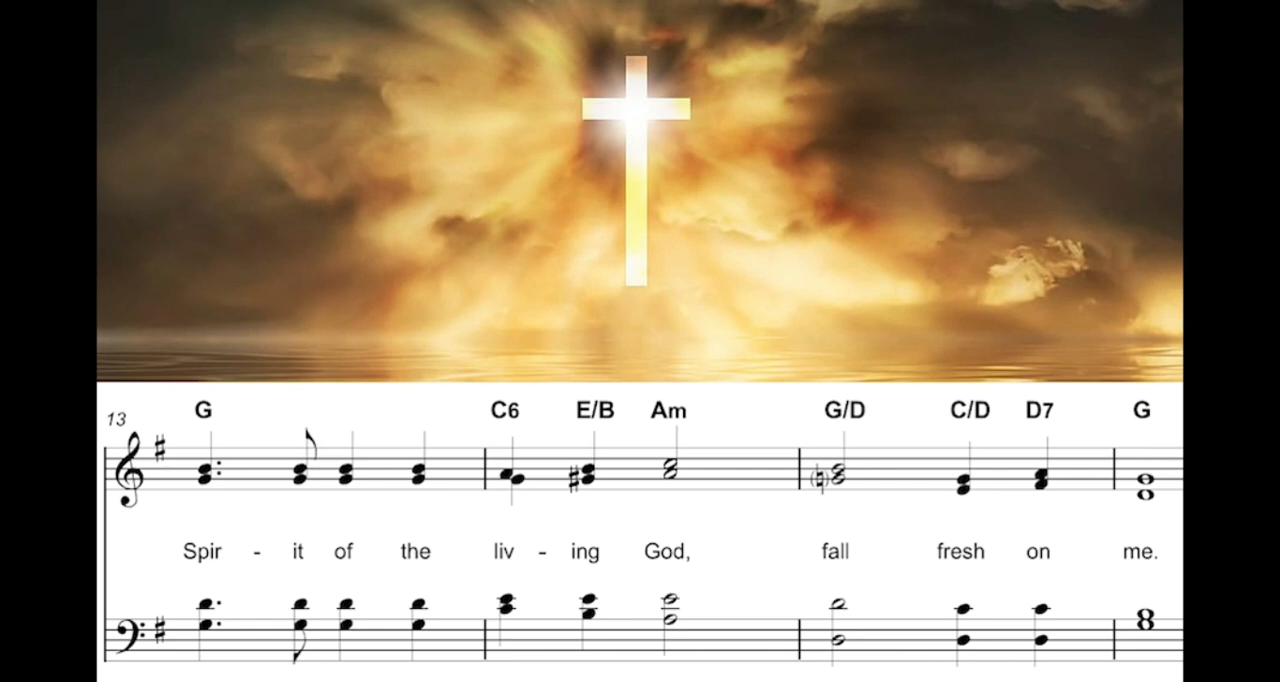 13 G C6 E/B Am G/D C/D D7 G
Spir - it of the liv - ing God, fall fresh on me.